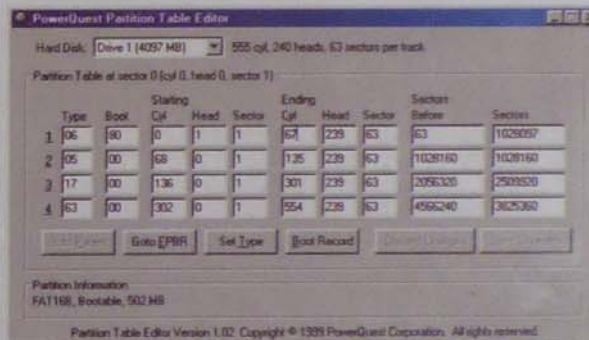 PowerQuest Partition Table Editor
Hard Disk: Drive 1 (4097 MB) 555 cyl, 240 heads, 63 sectors per track
Partition Table at sector 0 (cyl 0, head 0, sector 1)
Starting Ending Sectors
Type Boot Cyl Head Sector Cyl Head Sector Before Sectors
1 06 80 0 1 1 67 239 63 63 1028097
2 05 00 68 0 1 135 239 63 1028160 1028160
3 17 00 136 0 1 301 239 63 2056320 2509920
4 63 00 302 0 1 554 239 63 4566240 3825360
Goto EPBR Set Type Boot Record Discard Changes Save Changes
Partition Information
FAT16B, Bootable, 502 MB
Partition Table Editor Version 1.02 Copyright © 1999 PowerQuest Corporation. All rights reserved.